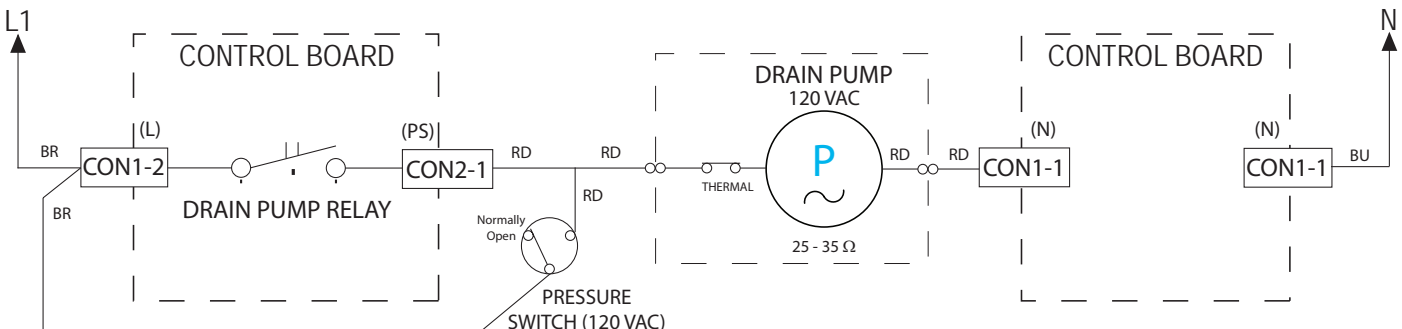 L1
N
CONTROL BOARD
DRAIN PUMP
120 VAC
CONTROL BOARD
(L)
(PS)
(N)
(N)
BR
CON1-2
CON2-1
RD
RD
THERMAL
P
RD
RD
CON1-1
CON1-1
BU
BR
DRAIN PUMP RELAY
RD
Normally
Open
25 - 35 Ω
PRESSURE
SWITCH (120 VAC)